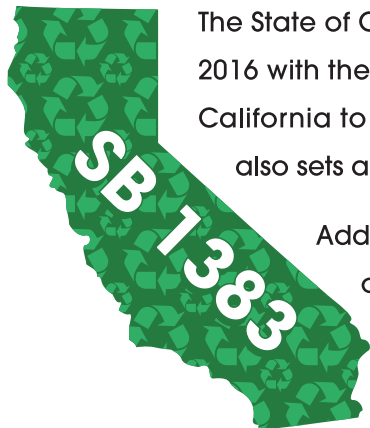 The State of
2016 with the
California to
also sets a
Add
SB 1383